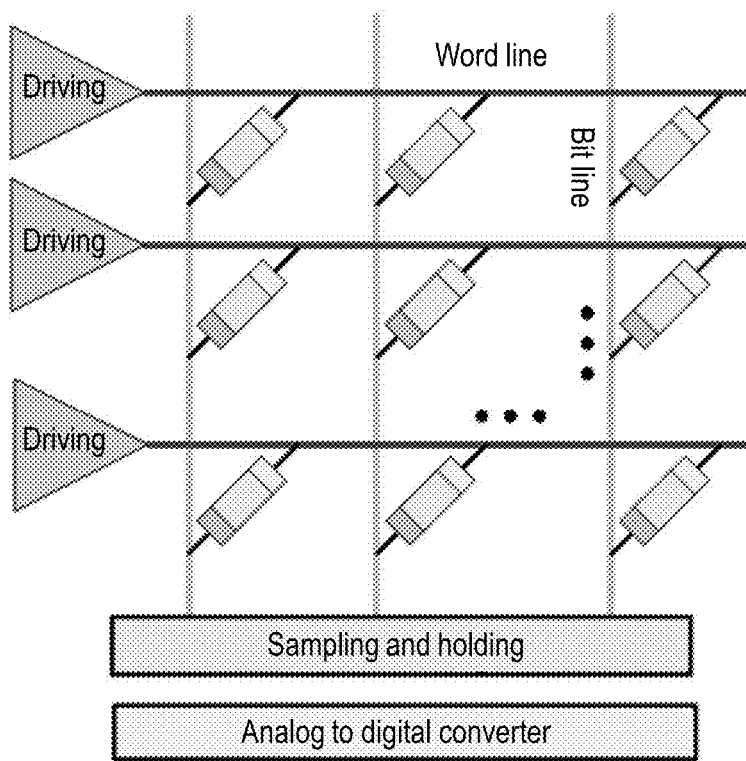 Word line
Driving
Bit line
Driving
Driving
Sampling and holding
Analog to digital converter